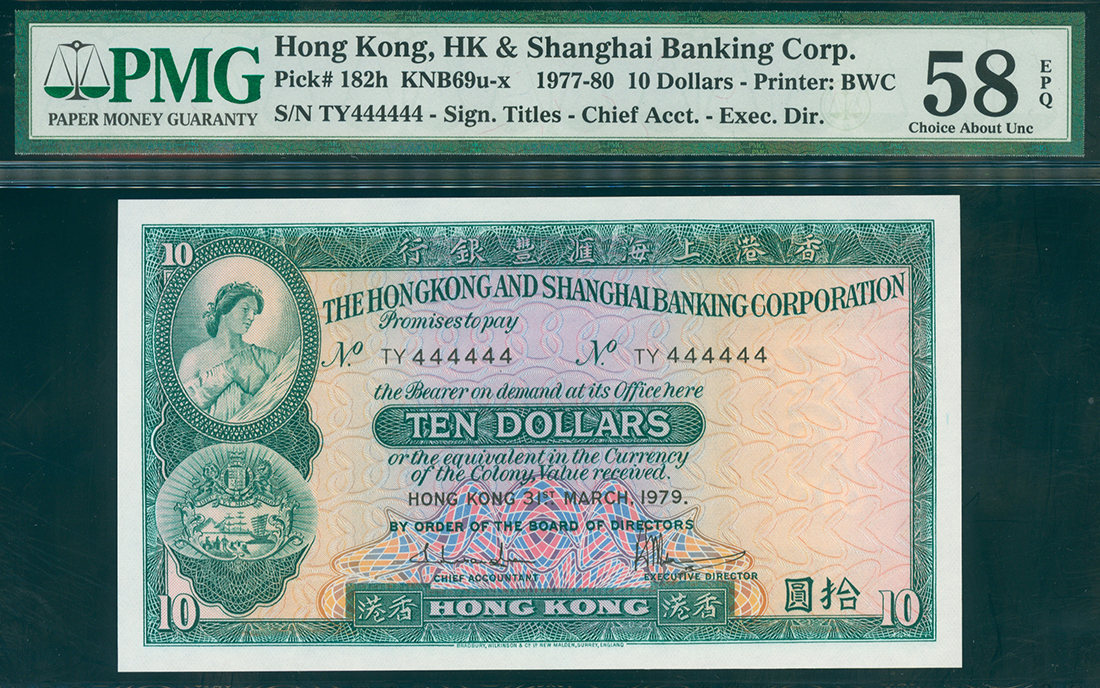 PMG
PAPER MONEY GUARANTY
Hong Kong, HK & Shanghai Banking Corp.
Pick# 182h KNB69u-x 1977-80 10 Dollars - Printer: BWC
S/N TY444444 - Sign. Titles - Chief Acct. - Exec. Dir.
58
EPQ
Choice About Unc
10
行銀豐滙海上港香
THE HONGKONG AND SHANGHAI BANKING CORPORATION
Promises to pay
No. TY 444444 No. TY 444444
the Bearer on demand at its Office here
TEN DOLLARS
or the equivalent in the Currency
of the Colony, Value received.
HONG KONG 31ST MARCH, 1979.
BY ORDER OF THE BOARD OF DIRECTORS
CHIEF ACCOUNTANT EXECUTIVE DIRECTOR
10 港香 HONG KONG 港香 圓拾 10
BRADBURY, WILKINSON & Co Ld NEW MALDEN, SURREY, ENGLAND